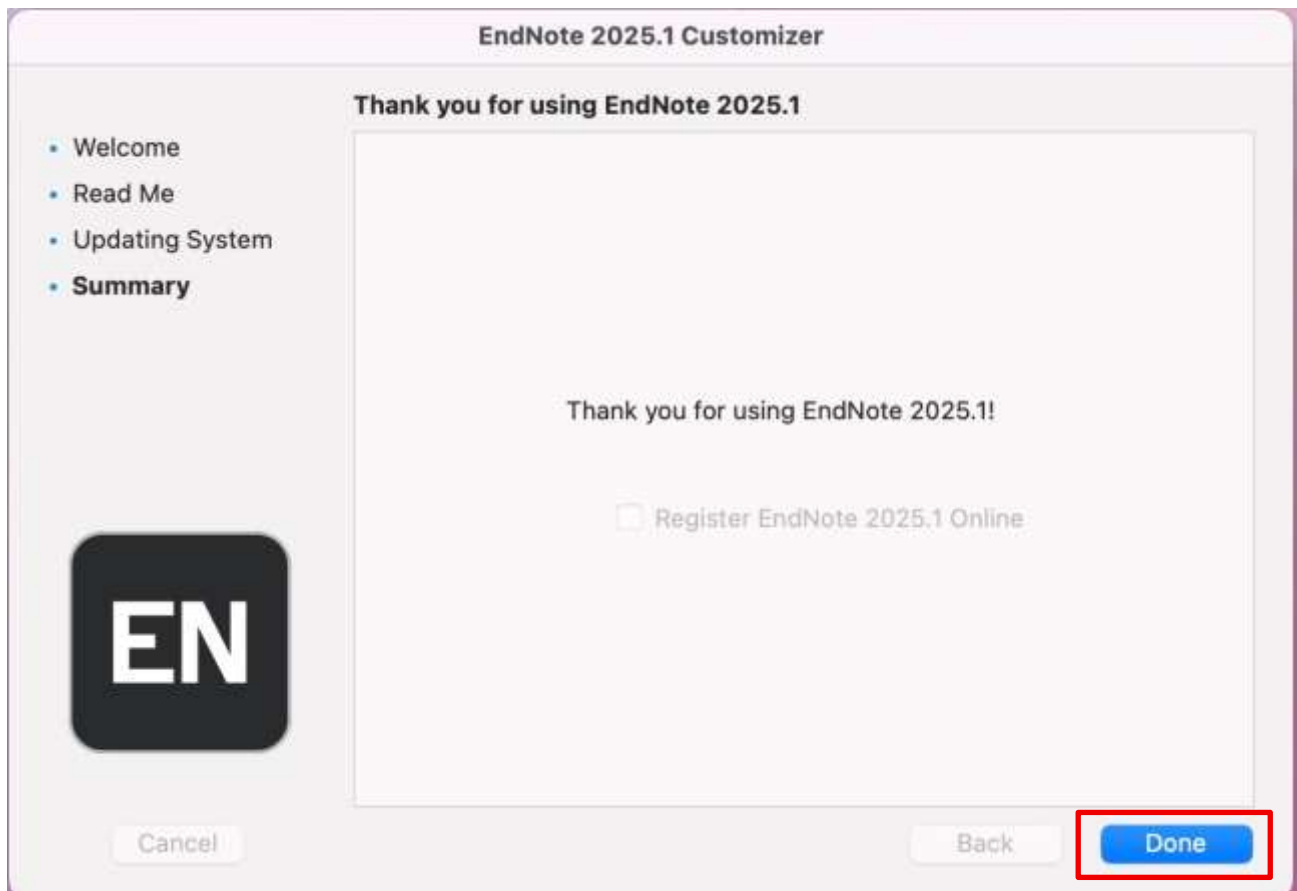 EndNote 2025.1 Customizer
Thank you for using EndNote 2025.1
Welcome
Read Me
Updating System
Summary
Thank you for using EndNote 2025.1!
Register EndNote 2025.1 Online
EN
Cancel
Back
Done